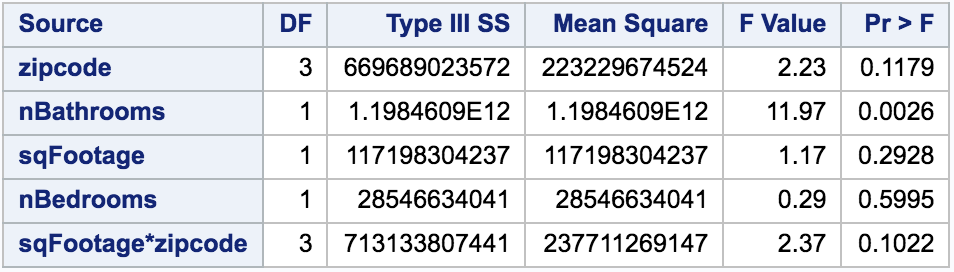 Source DF Type III SS Mean Square F Value Pr > F
zipcode 3 669689023572 223229674524 2.23 0.1179
nBathrooms 1 1.1984609E12 1.1984609E12 11.97 0.0026
sqFootage 1 117198304237 117198304237 1.17 0.2928
nBedrooms 1 28546634041 28546634041 0.29 0.5995
sqFootage*zipcode 3 713133807441 237711269147 2.37 0.1022